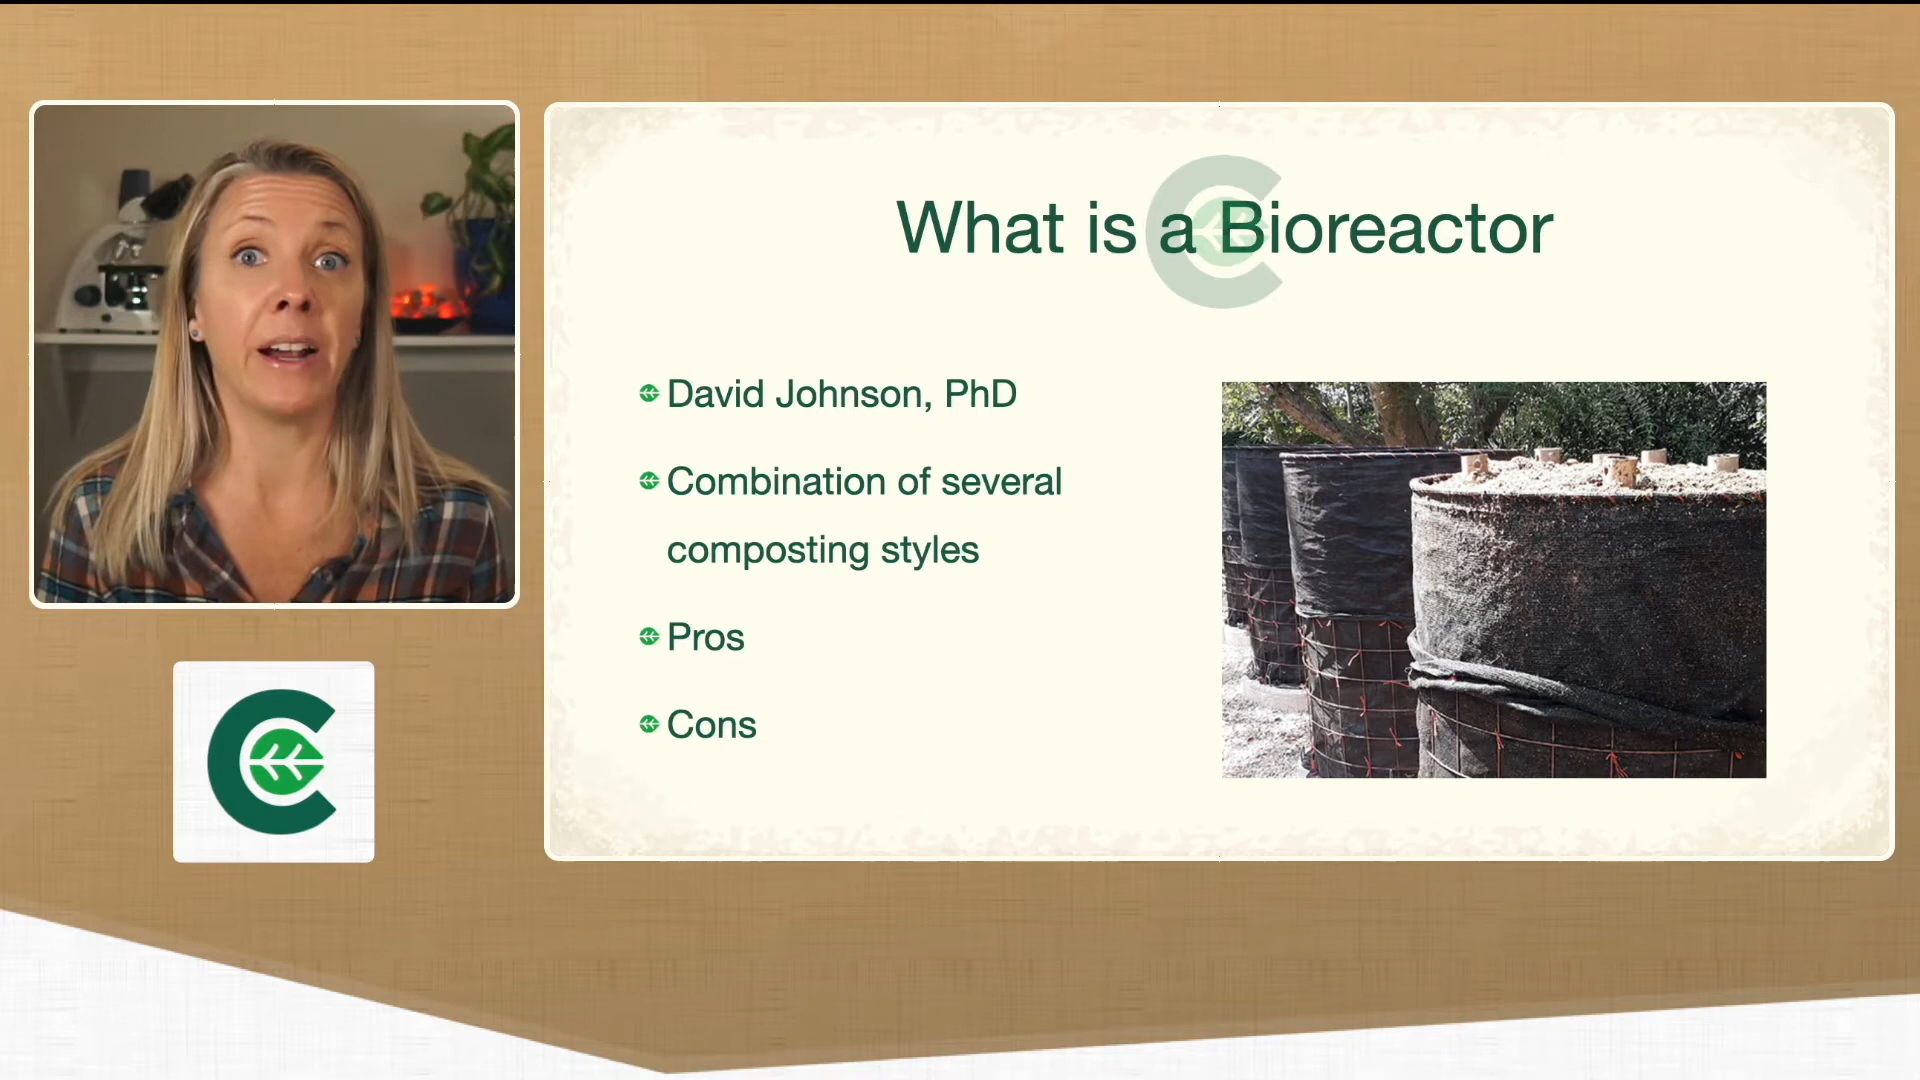 What is a Bioreactor
David Johnson, PhD
Combination of several
composting styles
Pros
Cons